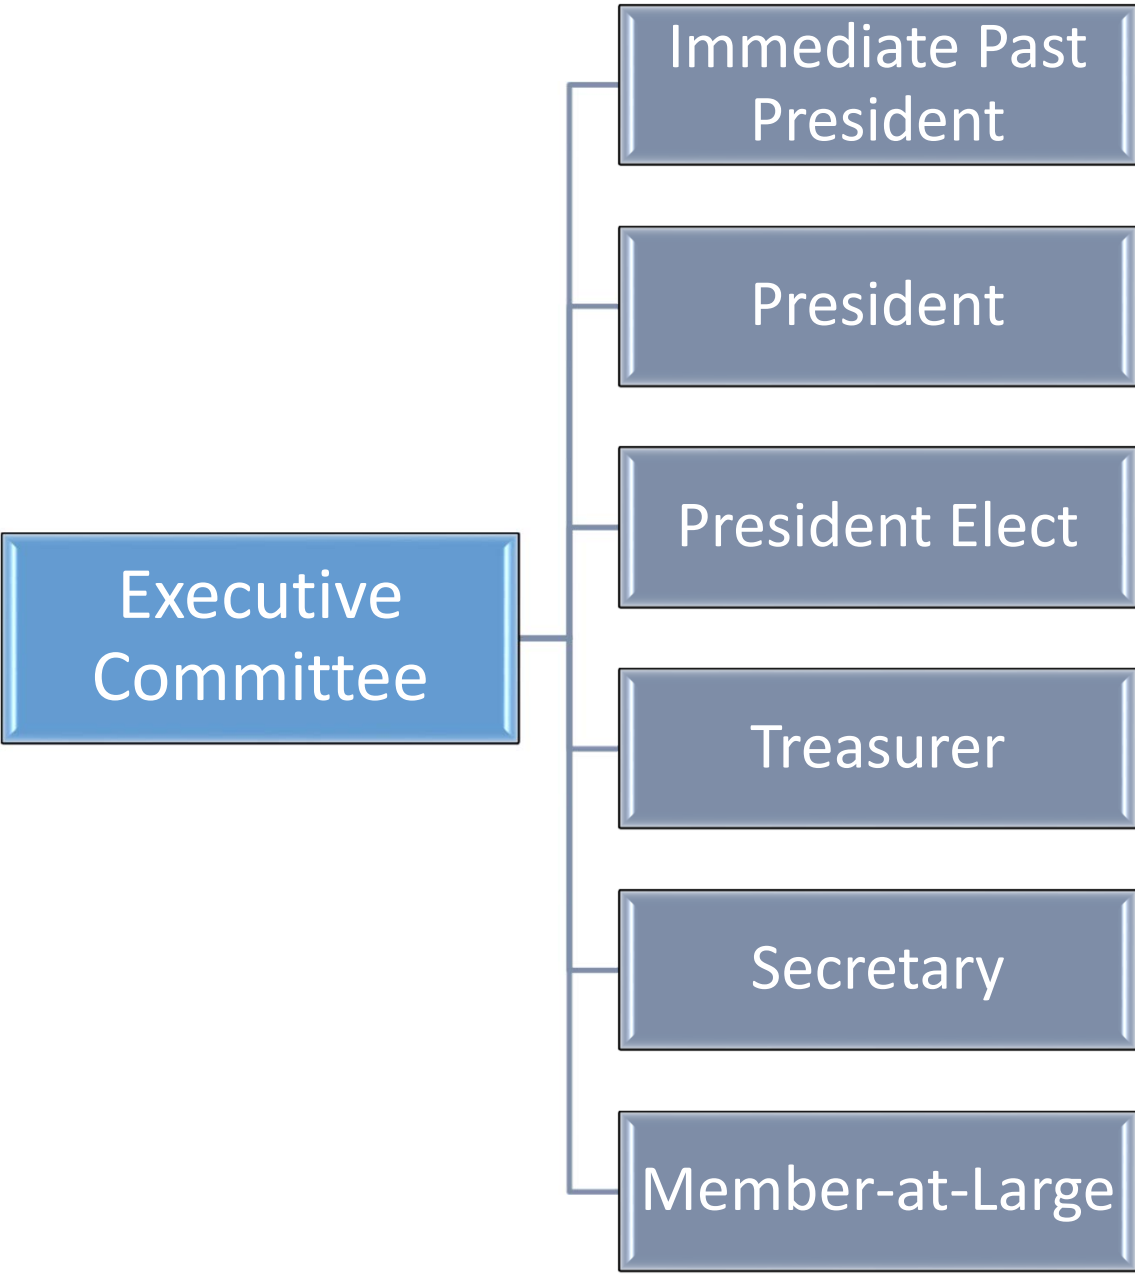 Immediate Past
President
President
President Elect
Executive
Committee
Treasurer
Secretary
Member-at-Large